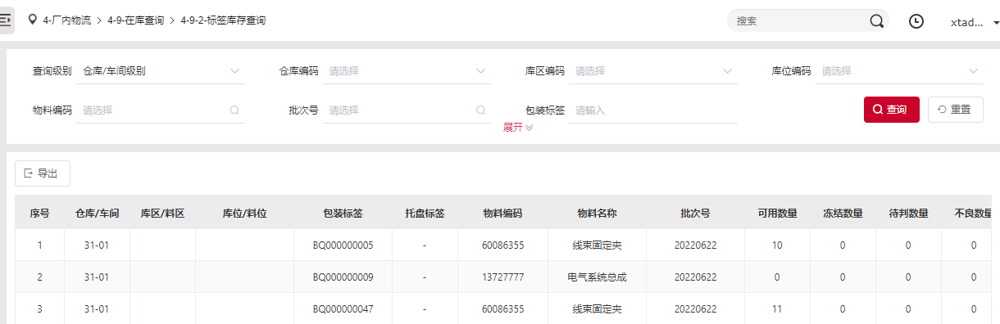 4-厂内物流 > 4-9-在库查询 > 4-9-2-标签库存查询 搜索 xtad...
查询级别 仓库/车间级别 仓库编码 请选择 库区编码 请选择 库位编码 请选择
物料编码 请选择 批次号 请选择 包装标签 请输入 查询 重置
展开
导出
序号 仓库/车间 库区/料区 库位/料位 包装标签 托盘标签 物料编码 物料名称 批次号 可用数量 冻结数量 待判数量 不良数量
1 31-01 BQ000000005 - 60086355 线束固定夹 20220622 10 0 0 0
2 31-01 BQ000000009 - 13727777 电气系统总成 20220622 0 0 0 0
3 31-01 BQ000000047 - 60086355 线束固定夹 20220622 11 0 0 0